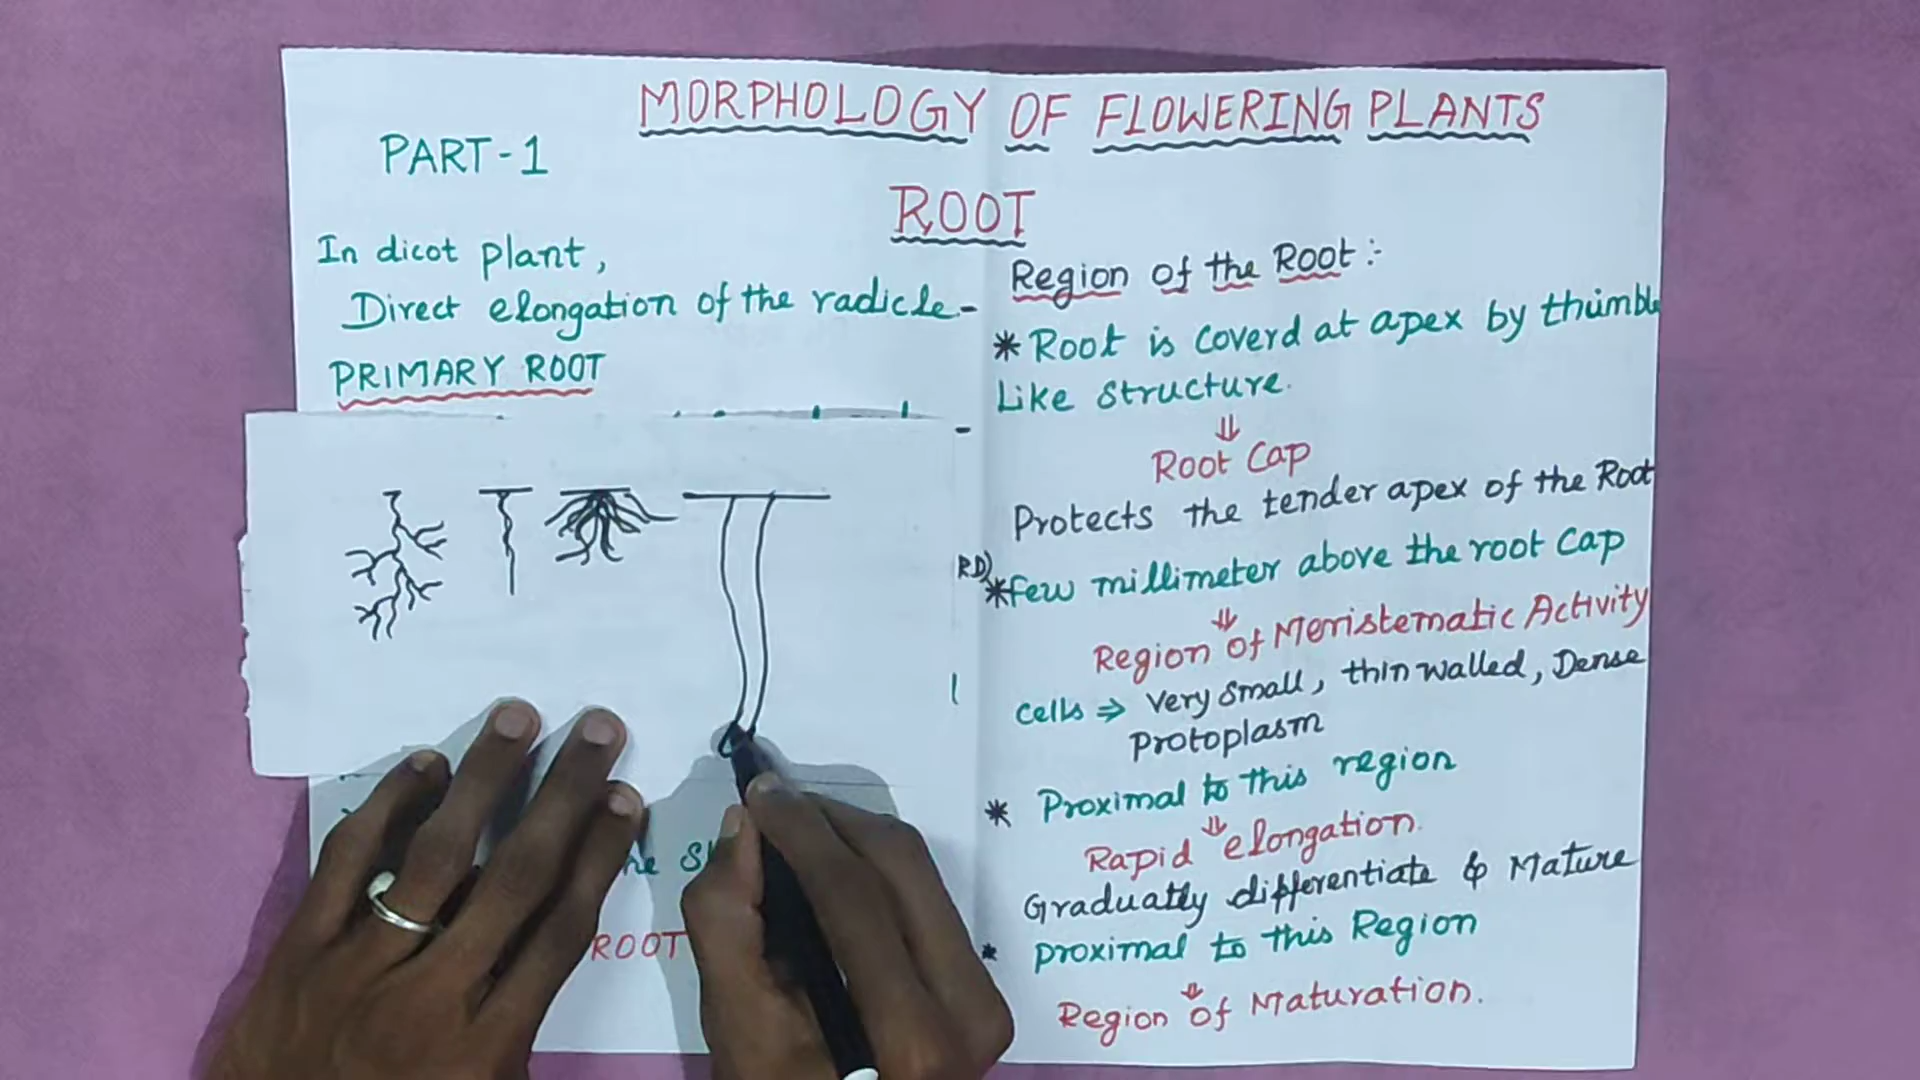 MORPHOLOGY OF FLOWERING PLANTS
PART-1
ROOT
In dicot plant,
Direct elongation of the radicle-
PRIMARY ROOT
ROOT
Region of the Root :-
* Root is coverd at apex by thumble
Like Structure.
⇓
Root Cap
Protects the tender apex of the Root
RD)
* few millimeter above the root Cap
⇓
Region of Meristematic Activity
Cells ⇒ Very small, thin walled, Dense
Protoplasm
* Proximal to this region
⇓
Rapid elongation.
Graduatly differentiate & Mature
* proximal to this Region
⇓
Region of Maturation.